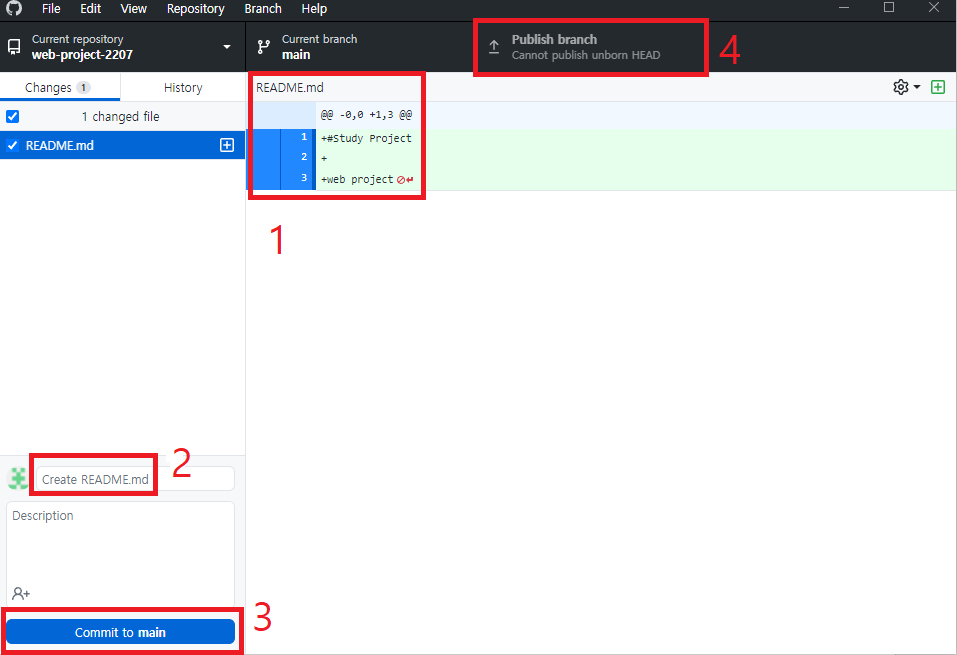 File Edit View Repository Branch Help
Current repository
web-project-2207
Current branch
main
Publish branch
Cannot publish unborn HEAD
4
Changes 1
History
README.md
1 changed file
@@ -0,0 +1,3 @@
README.md
1 +#Study Project
2 +
3 +web project
1
2
Create README.md
Description
3
Commit to main